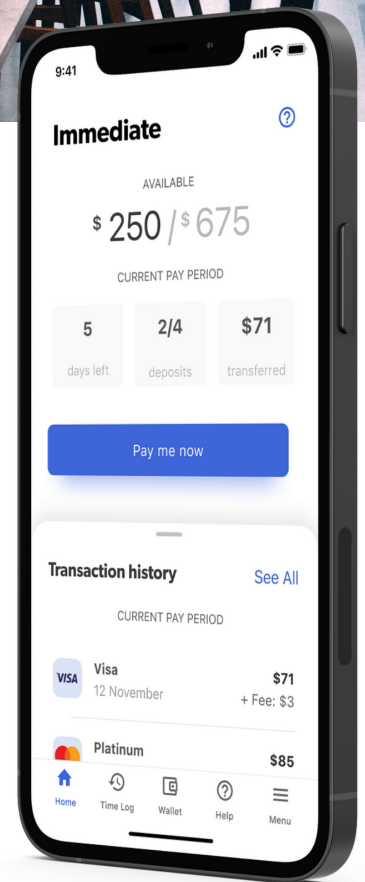 9:41
Immediate
AVAILABLE
$ 250 / $ 675
CURRENT PAY PERIOD
5 2/4 $71
days left deposits transferred
Pay me now
Transaction history See All
CURRENT PAY PERIOD
VISA Visa $71
12 November + Fee: $3
Platinum $85
Home Time Log Wallet Help Menu